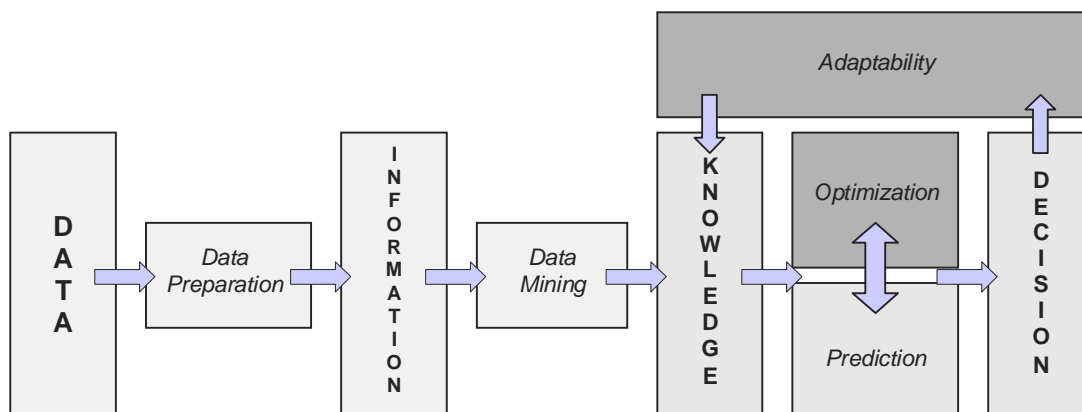 Adaptability
DATA
Data
Preparation
INFORMATION
Data
Mining
KNOWLEDGE
Optimization
Prediction
DECISION